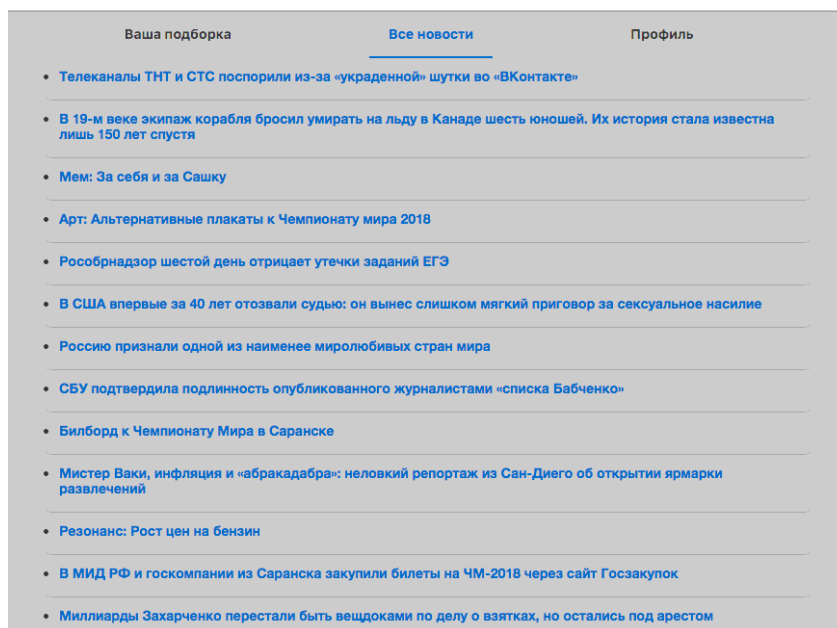 Ваша подборка Все новости Профиль
Телеканалы ТНТ и СТС поспорили из-за «украденной» шутки во «ВКонтакте»
В 19-м веке экипаж корабля бросил умирать на льду в Канаде шесть юношей. Их история стала известна
лишь 150 лет спустя
Мем: За себя и за Сашку
Арт: Альтернативные плакаты к Чемпионату мира 2018
Рособрнадзор шестой день отрицает утечки заданий ЕГЭ
В США впервые за 40 лет отозвали судью: он вынес слишком мягкий приговор за сексуальное насилие
Россию признали одной из наименее миролюбивых стран мира
СБУ подтвердила подлинность опубликованного журналистами «списка Бабченко»
Билборд к Чемпионату Мира в Саранске
Мистер Ваки, инфляция и «абракадабра»: неловкий репортаж из Сан-Диего об открытии ярмарки
развлечений
Резонанс: Рост цен на бензин
В МИД РФ и госкомпании из Саранска закупили билеты на ЧМ-2018 через сайт Госзакупок
Миллиарды Захарченко перестали быть вещдоками по делу о взятках, но остались под арестом